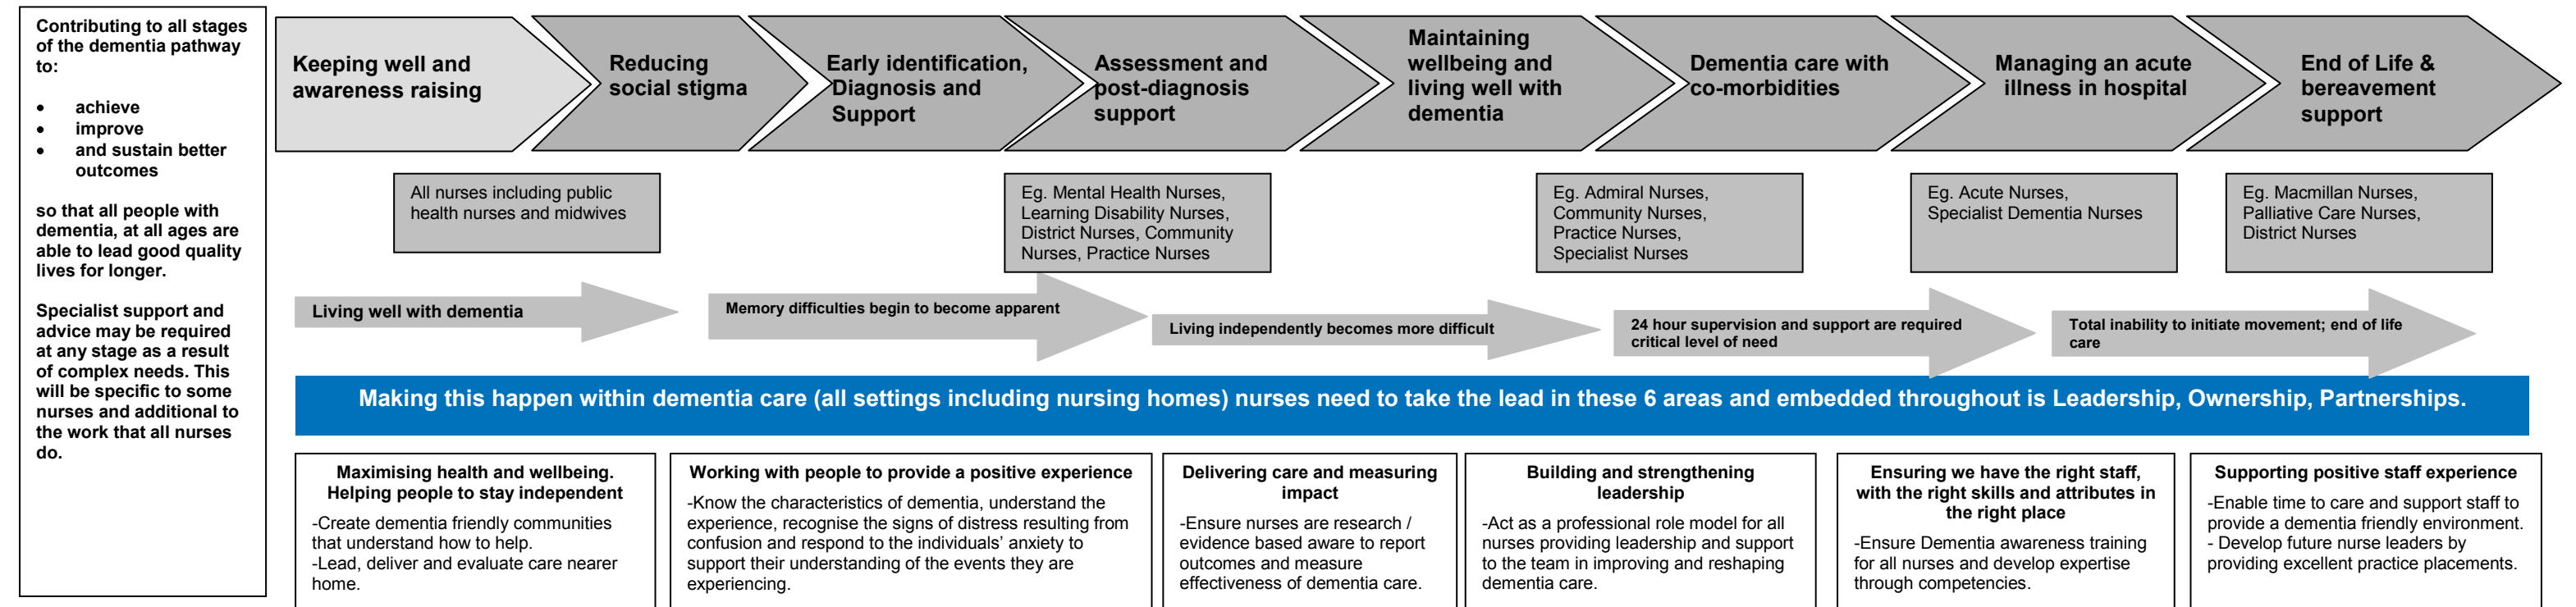 Contributing to all stages
of the dementia pathway
to:
• achieve
• improve
• and sustain better
outcomes
so that all people with
dementia, at all ages are
able to lead good quality
lives for longer.
Specialist support and
advice may be required
at any stage as a result
of complex needs. This
will be specific to some
nurses and additional to
the work that all nurses
do.
Keeping well and
awareness raising
Reducing
social stigma
Early identification,
Diagnosis and
Support
Assessment and
post-diagnosis
support
Maintaining
wellbeing and
living well with
dementia
Dementia care with
co-morbidities
Managing an acute
illness in hospital
End of Life &
bereavement
support
All nurses including public
health nurses and midwives
Eg. Mental Health Nurses,
Learning Disability Nurses,
District Nurses, Community
Nurses, Practice Nurses
Eg. Admiral Nurses,
Community Nurses,
Practice Nurses,
Specialist Nurses
Eg. Acute Nurses,
Specialist Dementia Nurses
Eg. Macmillan Nurses,
Palliative Care Nurses,
District Nurses
Living well with dementia
Memory difficulties begin to become apparent
Living independently becomes more difficult
24 hour supervision and support are required
critical level of need
Total inability to initiate movement; end of life
care
Making this happen within dementia care (all settings including nursing homes) nurses need to take the lead in these 6 areas and embedded throughout is Leadership, Ownership, Partnerships.
Maximising health and wellbeing.
Helping people to stay independent
-Create dementia friendly communities
that understand how to help.
-Lead, deliver and evaluate care nearer
home.
Working with people to provide a positive experience
-Know the characteristics of dementia, understand the
experience, recognise the signs of distress resulting from
confusion and respond to the individuals’ anxiety to
support their understanding of the events they are
experiencing.
Delivering care and measuring
impact
-Ensure nurses are research /
evidence based aware to report
outcomes and measure
effectiveness of dementia care.
Building and strengthening
leadership
-Act as a professional role model for all
nurses providing leadership and support
to the team in improving and reshaping
dementia care.
Ensuring we have the right staff,
with the right skills and attributes in
the right place
-Ensure Dementia awareness training
for all nurses and develop expertise
through competencies.
Supporting positive staff experience
-Enable time to care and support staff to
provide a dementia friendly environment.
- Develop future nurse leaders by
providing excellent practice placements.